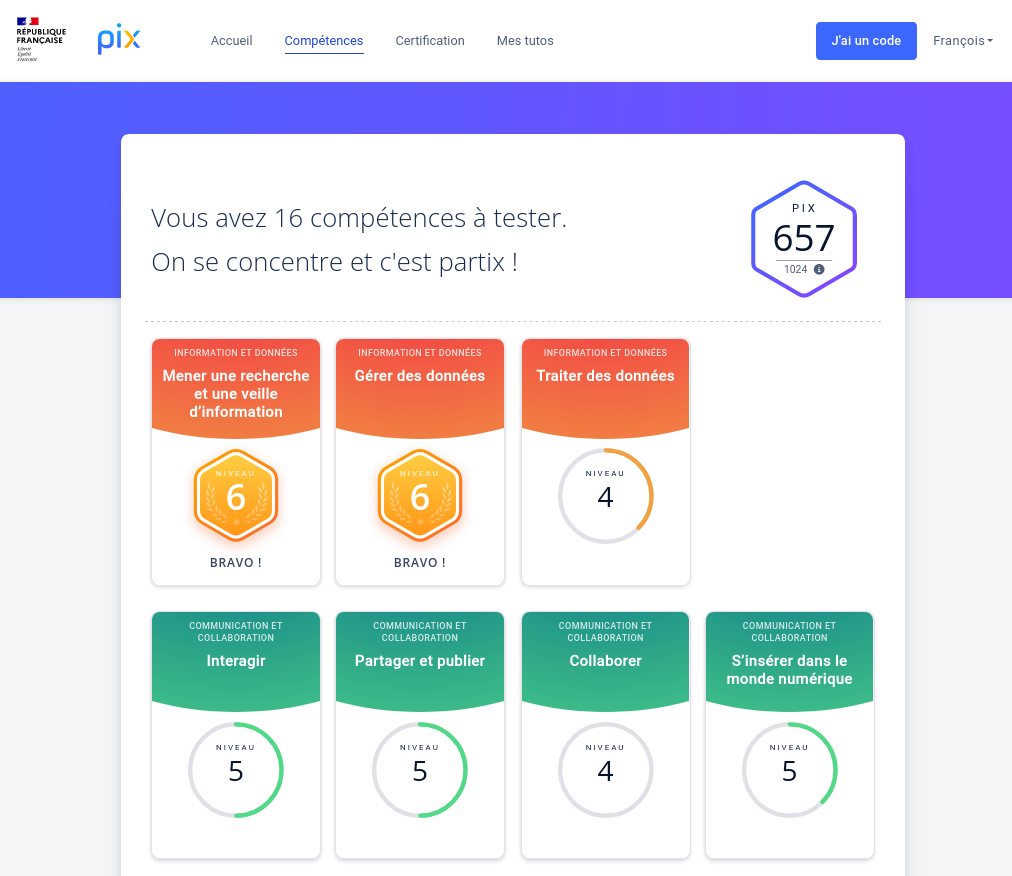 RÉPUBLIQUE
FRANÇAISE
Liberté
Égalité
Fraternité
pix
Accueil
Compétences
Certification
Mes tutos
J'ai un code
François
Vous avez 16 compétences à tester.
On se concentre et c'est partix !
PIX
657
1024
INFORMATION ET DONNÉES
Mener une recherche
et une veille
d’information
NIVEAU
6
BRAVO !
INFORMATION ET DONNÉES
Gérer des données
NIVEAU
6
BRAVO !
INFORMATION ET DONNÉES
Traiter des données
NIVEAU
4
COMMUNICATION ET
COLLABORATION
Interagir
NIVEAU
5
COMMUNICATION ET
COLLABORATION
Partager et publier
NIVEAU
5
COMMUNICATION ET
COLLABORATION
Collaborer
NIVEAU
4
COMMUNICATION ET
COLLABORATION
S’insérer dans le
monde numérique
NIVEAU
5